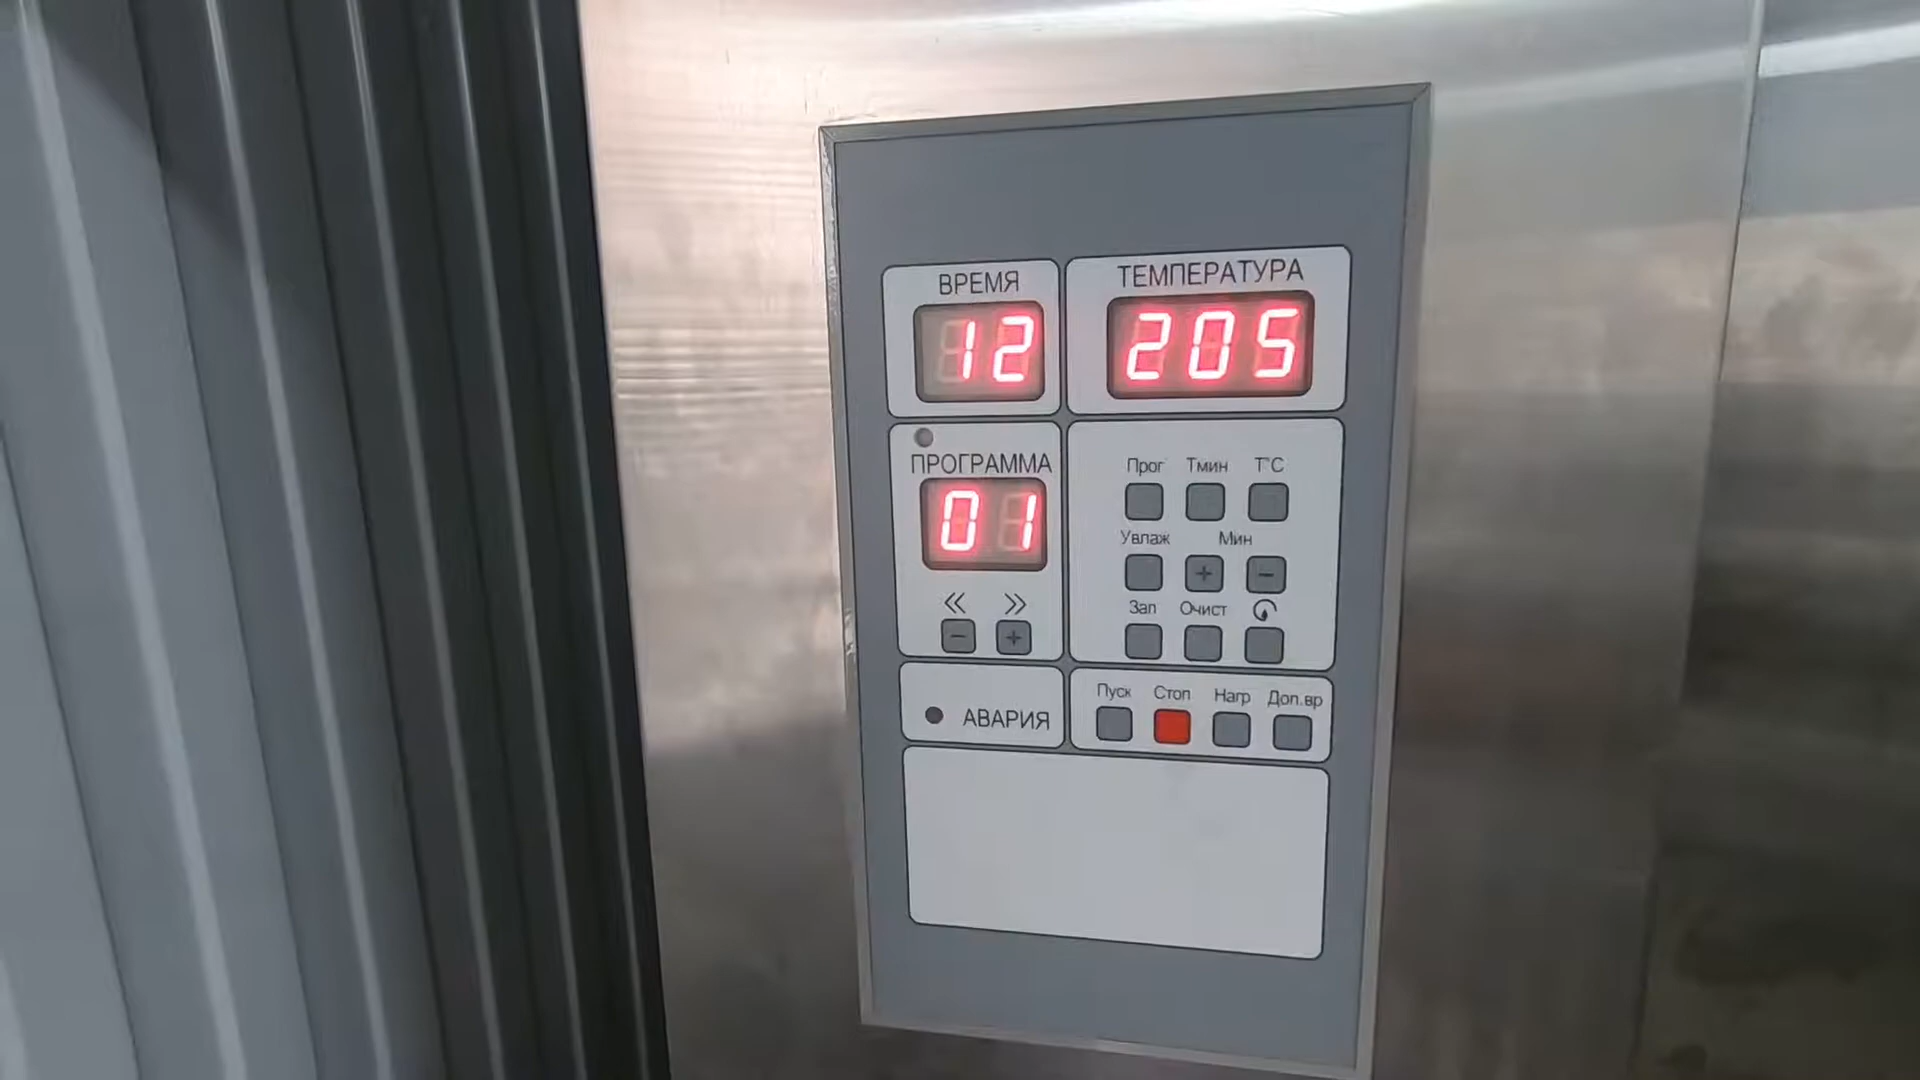 ВРЕМЯ
12
ТЕМПЕРАТУРА
205
ПРОГРАММА
01
<< >>
- +
Прог Тмин T°C
Увлаж Мин
+ -
Зап Очист
АВАРИЯ
Пуск Стоп Нагр Доп.вр